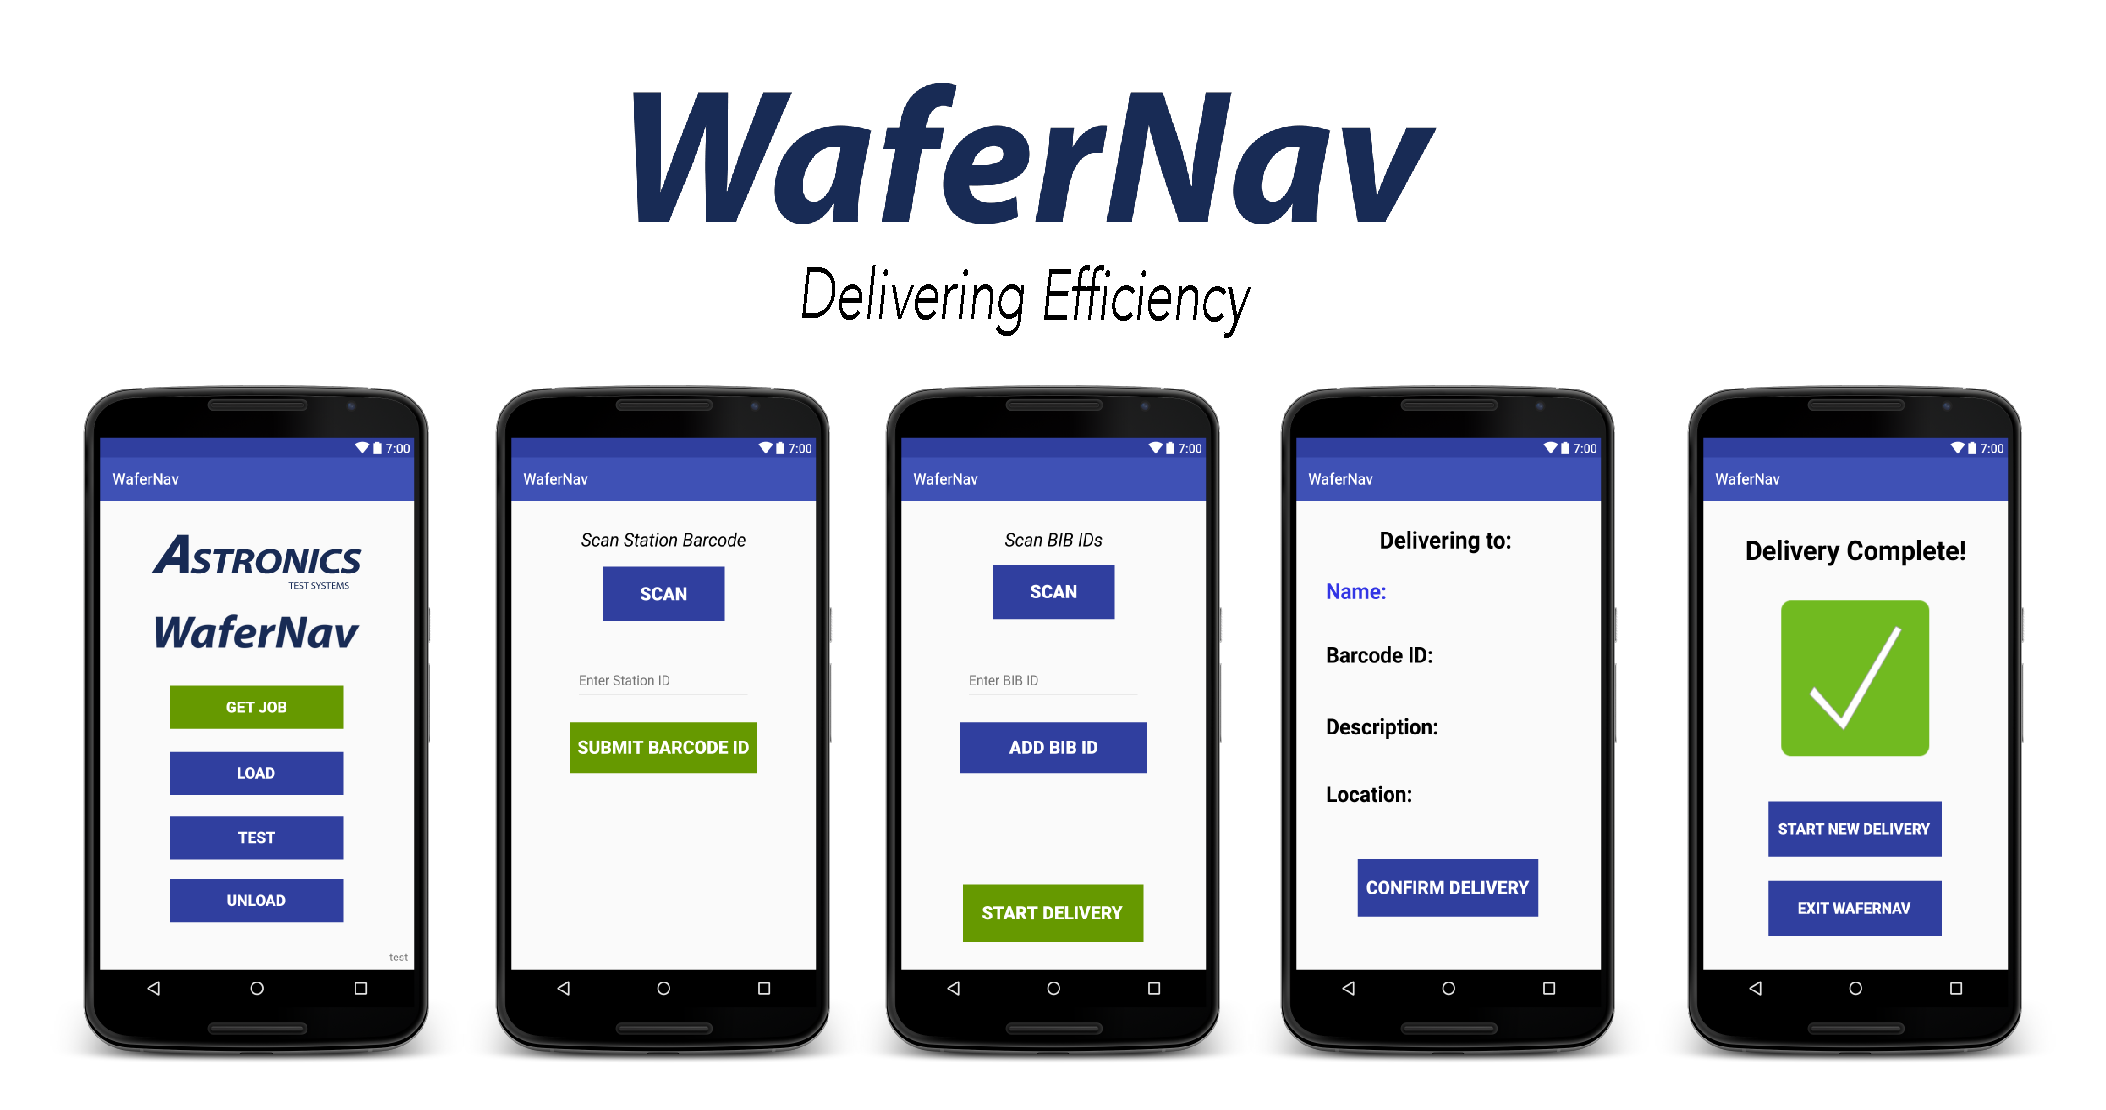 WaferNav
Delivering Efficiency
7:00
WaferNav
ASTRONICS
TEST SYSTEMS
WaferNav
GET JOB
LOAD
TEST
UNLOAD
test
7:00
WaferNav
Scan Station Barcode
SCAN
Enter Station ID
SUBMIT BARCODE ID
7:00
WaferNav
Scan BIB IDs
SCAN
Enter BIB ID
ADD BIB ID
START DELIVERY
7:00
WaferNav
Delivering to:
Name:
Barcode ID:
Description:
Location:
CONFIRM DELIVERY
7:00
WaferNav
Delivery Complete!
START NEW DELIVERY
EXIT WAFERNAV